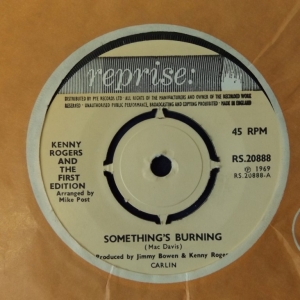 reprise:
DISTRIBUTED BY PYE RECORDS LTD / ALL RIGHTS OF THE MANUFACTURERS AND OWNER OF THE RECORDED WORK
RESERVED • UNAUTHORISED PUBLIC PERFORMANCE, BROADCASTING AND COPYING PROHIBITED • MADE IN ENGLAND
KENNY
ROGERS
AND
THE
FIRST
EDITION
Arranged by
Mike Post
45 RPM
RS.20888
℗ 1969
RS.20888-A
SOMETHING'S BURNING
(Mac Davis)
Produced by Jimmy Bowen & Kenny Roge
CARLIN